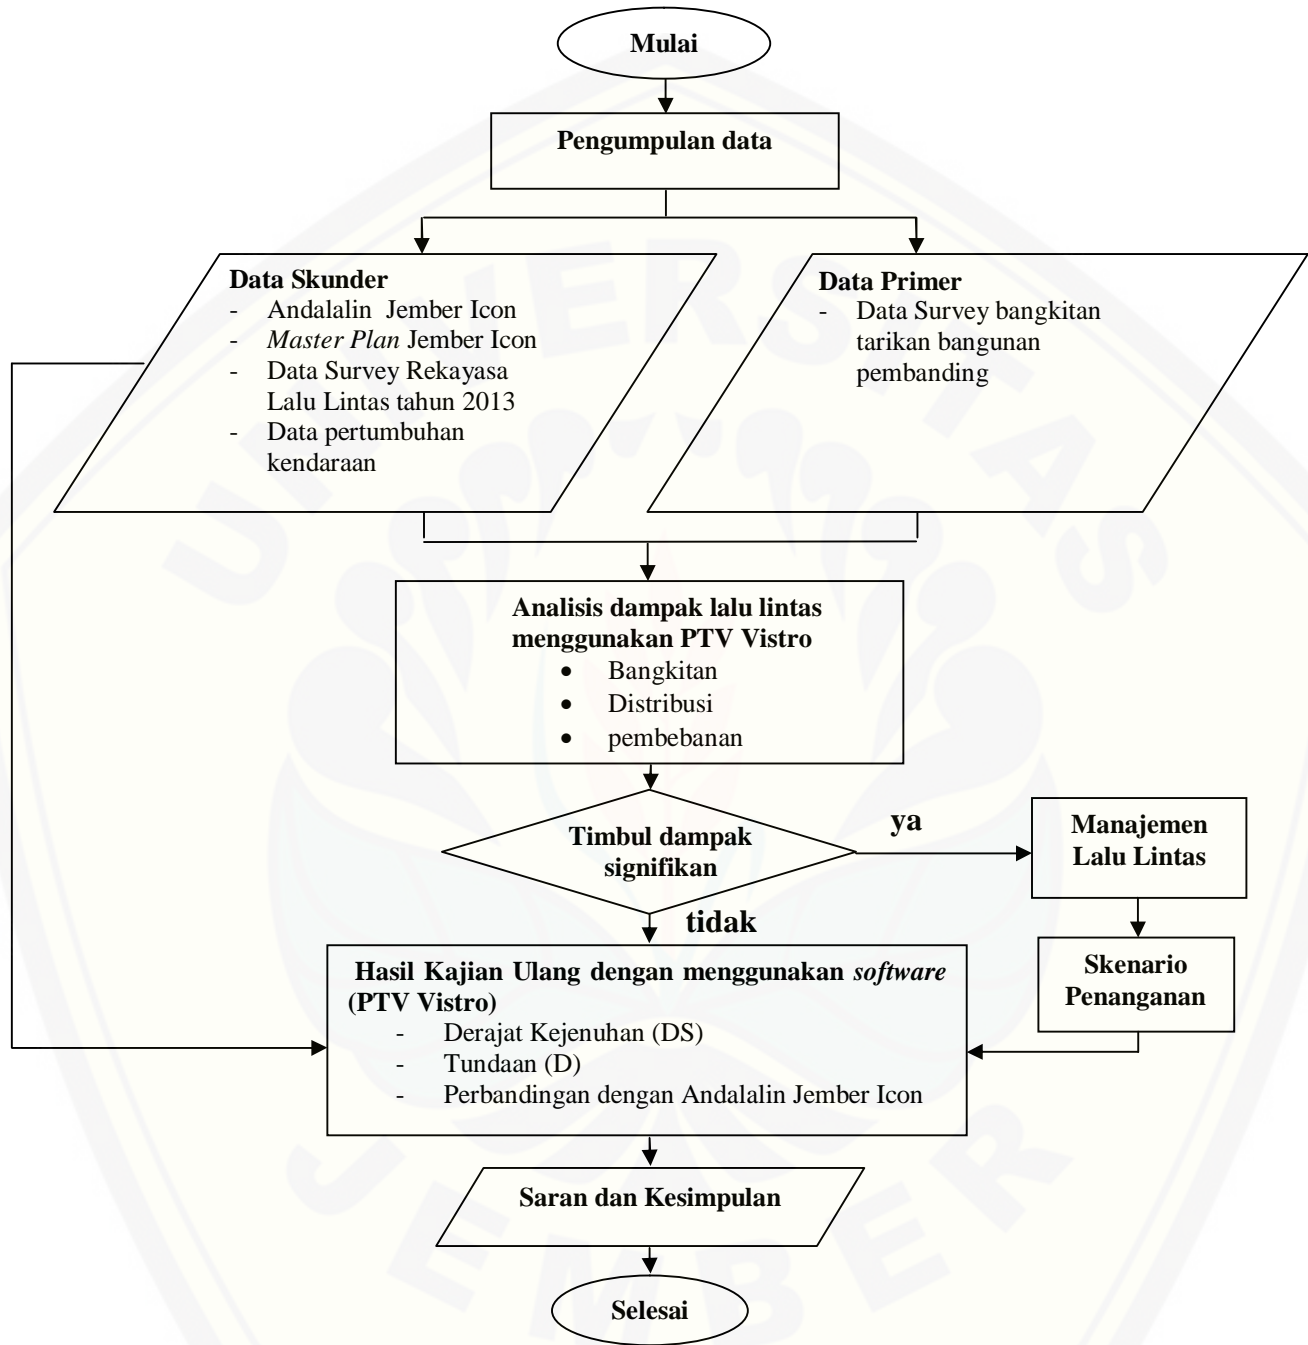 Mulai
Pengumpulan data
Data Skunder
- Andalalin Jember Icon
- Master Plan Jember Icon
- Data Survey Rekayasa
Lalu Lintas tahun 2013
- Data pertumbuhan
kendaraan
Data Primer
- Data Survey bangkitan
tarikan bangunan
pembanding
Analisis dampak lalu lintas
menggunakan PTV Vistro
• Bangkitan
• Distribusi
• pembebanan
Timbul dampak
signifikan
ya
Manajemen
Lalu Lintas
tidak
Skenario
Penanganan
Hasil Kajian Ulang dengan menggunakan software
(PTV Vistro)
- Derajat Kejenuhan (DS)
- Tundaan (D)
- Perbandingan dengan Andalalin Jember Icon
Saran dan Kesimpulan
Selesai
UNIVERSITAS
JEMBER